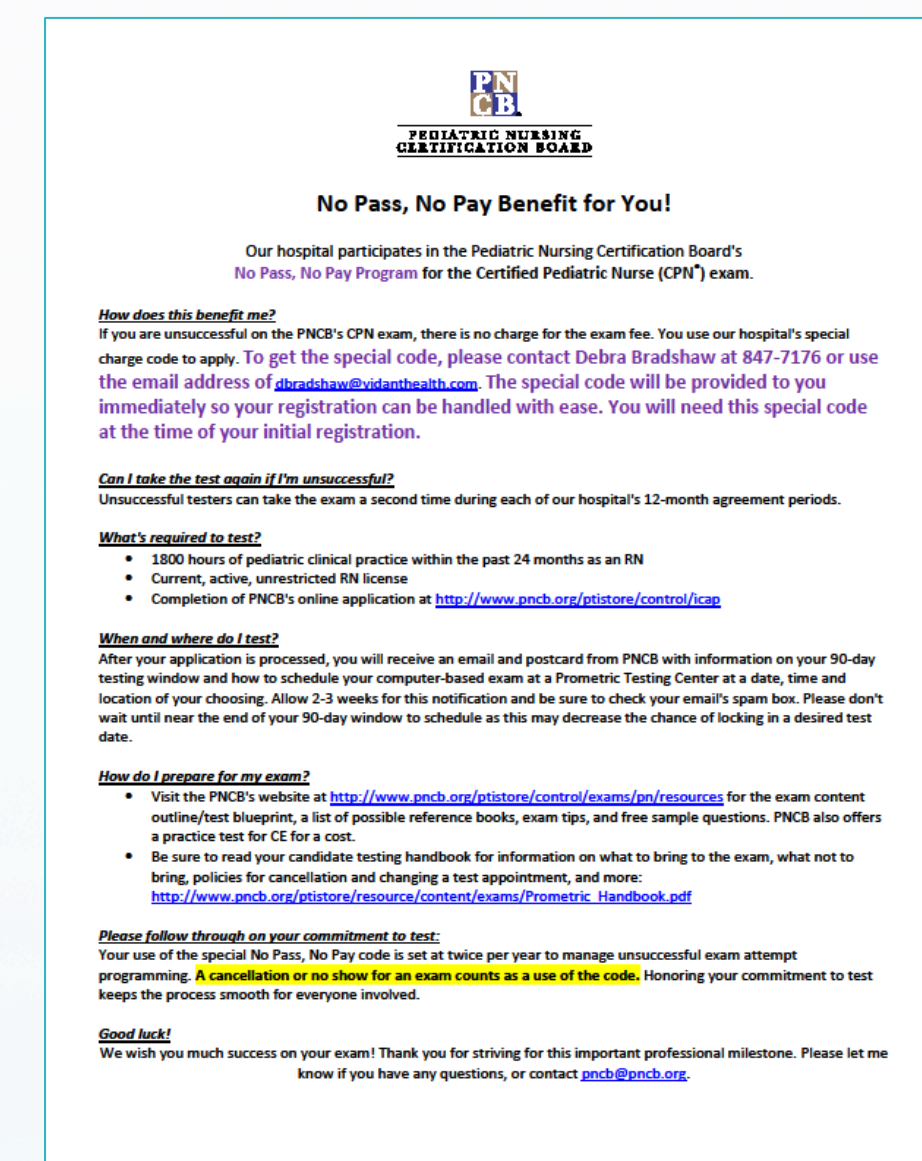 PN
CB
PEDIATRIC NURSING
CERTIFICATION BOARD
No Pass, No Pay Benefit for You!
Our hospital participates in the Pediatric Nursing Certification Board's
No Pass, No Pay Program for the Certified Pediatric Nurse (CPN®) exam.
How does this benefit me?
If you are unsuccessful on the PNCB's CPN exam, there is no charge for the exam fee. You use our hospital's special
charge code to apply. To get the special code, please contact Debra Bradshaw at 847-7176 or use
the email address of dbradshaw@vidanthealth.com. The special code will be provided to you
immediately so your registration can be handled with ease. You will need this special code
at the time of your initial registration.
Can I take the test again if I'm unsuccessful?
Unsuccessful testers can take the exam a second time during each of our hospital's 12-month agreement periods.
What's required to test?
• 1800 hours of pediatric clinical practice within the past 24 months as an RN
• Current, active, unrestricted RN license
• Completion of PNCB's online application at http://www.pncb.org/ptistore/control/icap
When and where do I test?
After your application is processed, you will receive an email and postcard from PNCB with information on your 90-day
testing window and how to schedule your computer-based exam at a Prometric Testing Center at a date, time and
location of your choosing. Allow 2-3 weeks for this notification and be sure to check your email's spam box. Please don't
wait until near the end of your 90-day window to schedule as this may decrease the chance of locking in a desired test
date.
How do I prepare for my exam?
• Visit the PNCB's website at http://www.pncb.org/ptistore/control/exams/pn/resources for the exam content
outline/test blueprint, a list of possible reference books, exam tips, and free sample questions. PNCB also offers
a practice test for CE for a cost.
• Be sure to read your candidate testing handbook for information on what to bring to the exam, what not to
bring, policies for cancellation and changing a test appointment, and more:
http://www.pncb.org/ptistore/resource/content/exams/Prometric_Handbook.pdf
Please follow through on your commitment to test:
Your use of the special No Pass, No Pay code is set at twice per year to manage unsuccessful exam attempt
programming. A cancellation or no show for an exam counts as a use of the code. Honoring your commitment to test
keeps the process smooth for everyone involved.
Good luck!
We wish you much success on your exam! Thank you for striving for this important professional milestone. Please let me
know if you have any questions, or contact pncb@pncb.org.